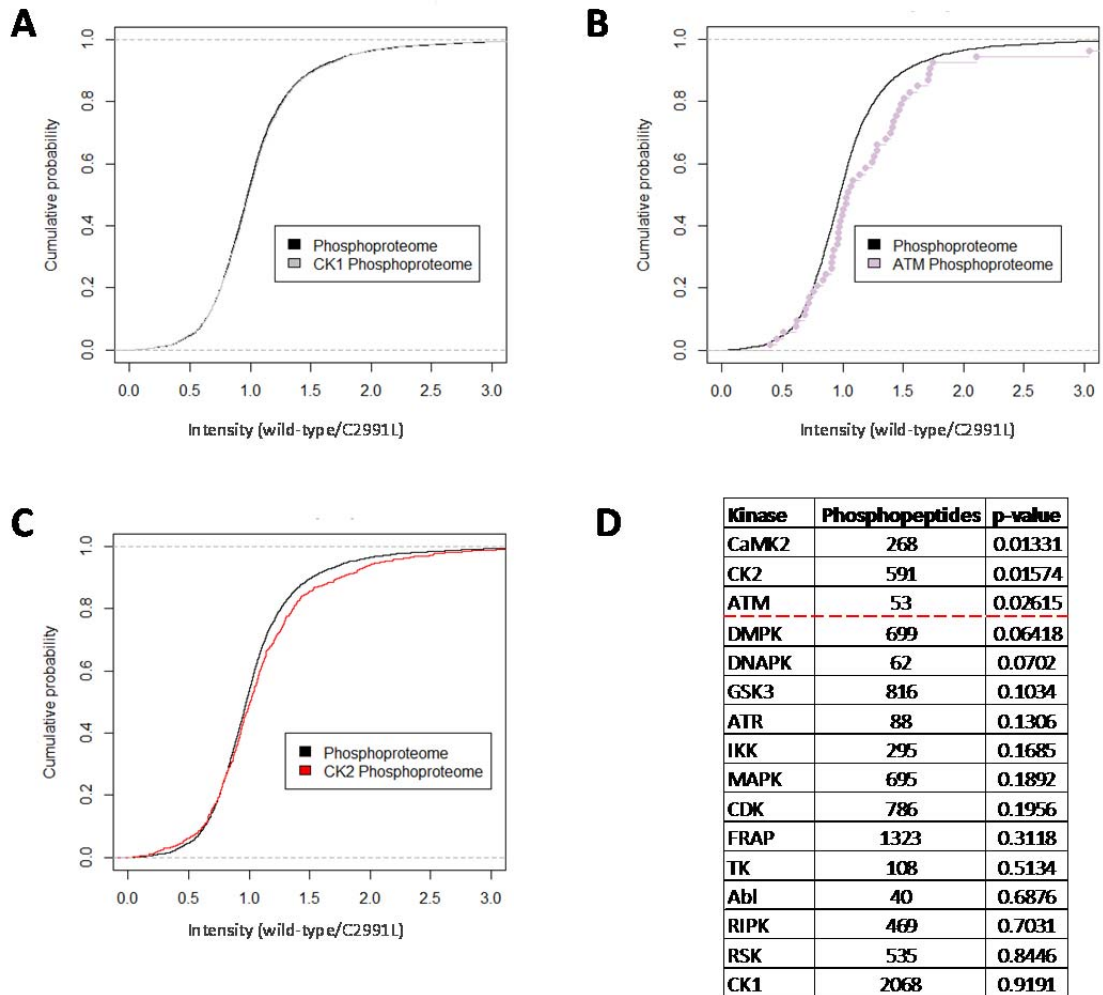 A
1.0
0.8
0.6
0.4
0.2
0.0
Cumulative probability
Phosphoproteome
CK1 Phosphoproteome
0.0 0.5 1.0 1.5 2.0 2.5 3.0
Intensity (wild-type/C2991L)
B
1.0
0.8
0.6
0.4
0.2
0.0
Cumulative probability
Phosphoproteome
ATM Phosphoproteome
0.0 0.5 1.0 1.5 2.0 2.5 3.0
Intensity (wild-type/C2991L)
C
1.0
0.8
0.6
0.4
0.2
0.0
Cumulative probability
Phosphoproteome
CK2 Phosphoproteome
0.0 0.5 1.0 1.5 2.0 2.5 3.0
Intensity (wild-type/C2991L)
D
Kinase Phosphopeptides p-value
CaMK2 268 0.01331
CK2 591 0.01574
ATM 53 0.02615
DMPK 699 0.06418
DNAPK 62 0.0702
GSK3 816 0.1034
ATR 88 0.1306
IKK 295 0.1685
MAPK 695 0.1892
CDK 786 0.1956
FRAP 1323 0.3118
TK 108 0.5134
Abl 40 0.6876
RIPK 469 0.7031
RSK 535 0.8446
CK1 2068 0.9191